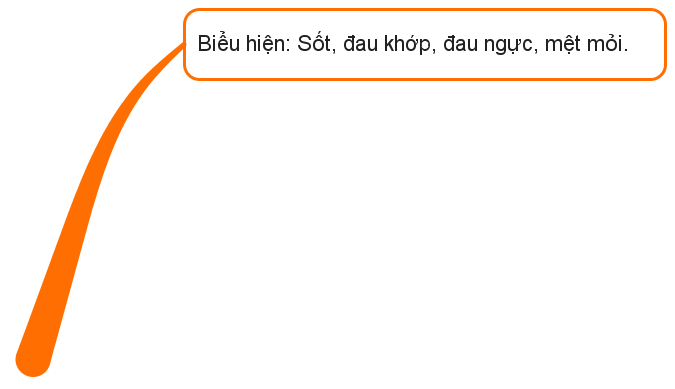 Biểu hiện: Sốt, đau khớp, đau ngực, mệt mỏi.